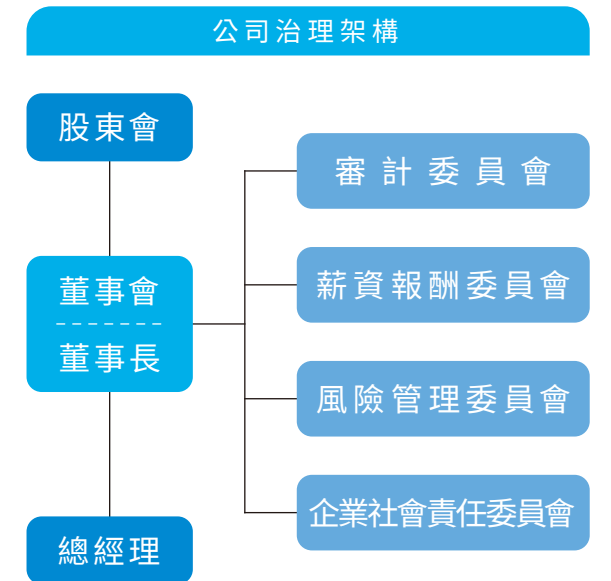 公司治理架構
股東會
董事會
董事長
總經理
審計委員會
薪資報酬委員會
風險管理委員會
企業社會責任委員會